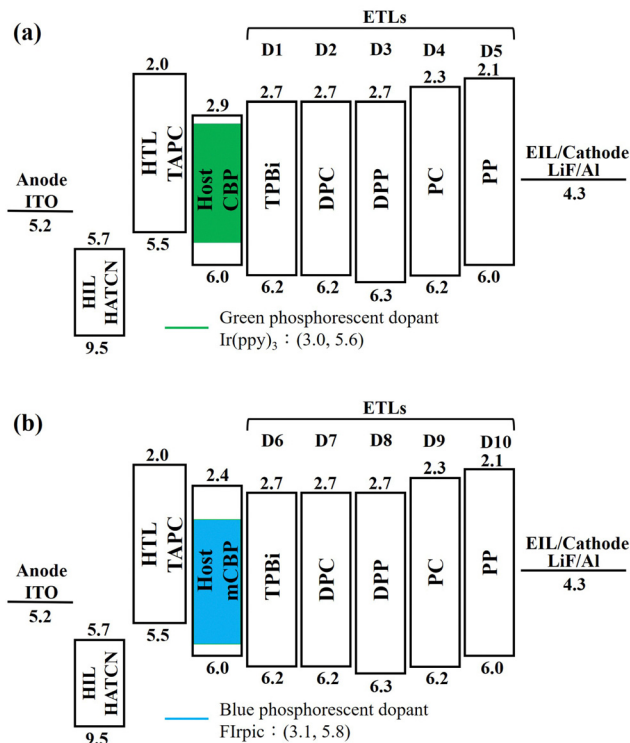 (a)
ETLs
D1 D2 D3 D4 D5
2.0 2.9 2.7 2.7 2.7 2.3 2.1
Anode
ITO
5.2
5.7
HIL
HATCN
9.5
HTL
TAPC
5.5
Host
CBP
6.0
TPBi
6.2
DPC
6.2
DPP
6.3
PC
6.2
PP
6.0
EIL/Cathode
LiF/Al
4.3
Green phosphorescent dopant
Ir(ppy)3 : (3.0, 5.6)
(b)
ETLs
D6 D7 D8 D9 D10
2.0 2.4 2.7 2.7 2.7 2.3 2.1
Anode
ITO
5.2
5.7
HIL
HATCN
9.5
HTL
TAPC
5.5
Host
mCBP
6.0
TPBi
6.2
DPC
6.2
DPP
6.3
PC
6.2
PP
6.0
EIL/Cathode
LiF/Al
4.3
Blue phosphorescent dopant
FIrpic : (3.1, 5.8)